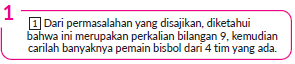 1
1 Dari permasalahan yang disajikan, diketahui
bahwa ini merupakan perkalian bilangan 9, kemudian
carilah banyaknya pemain bisbol dari 4 tim yang ada.